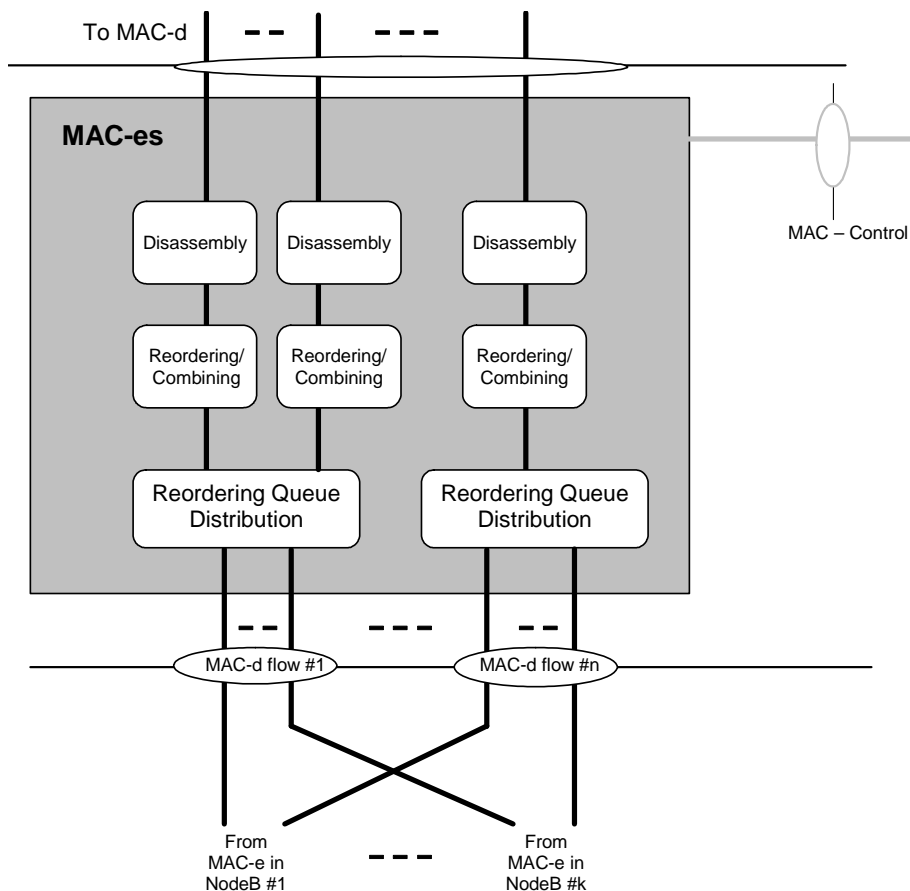 To MAC-d
MAC-es
MAC – Control
Disassembly
Disassembly
Disassembly
Reordering/
Combining
Reordering/
Combining
Reordering/
Combining
Reordering Queue
Distribution
Reordering Queue
Distribution
MAC-d flow #1
MAC-d flow #n
From
MAC-e in
NodeB #1
From
MAC-e in
NodeB #k